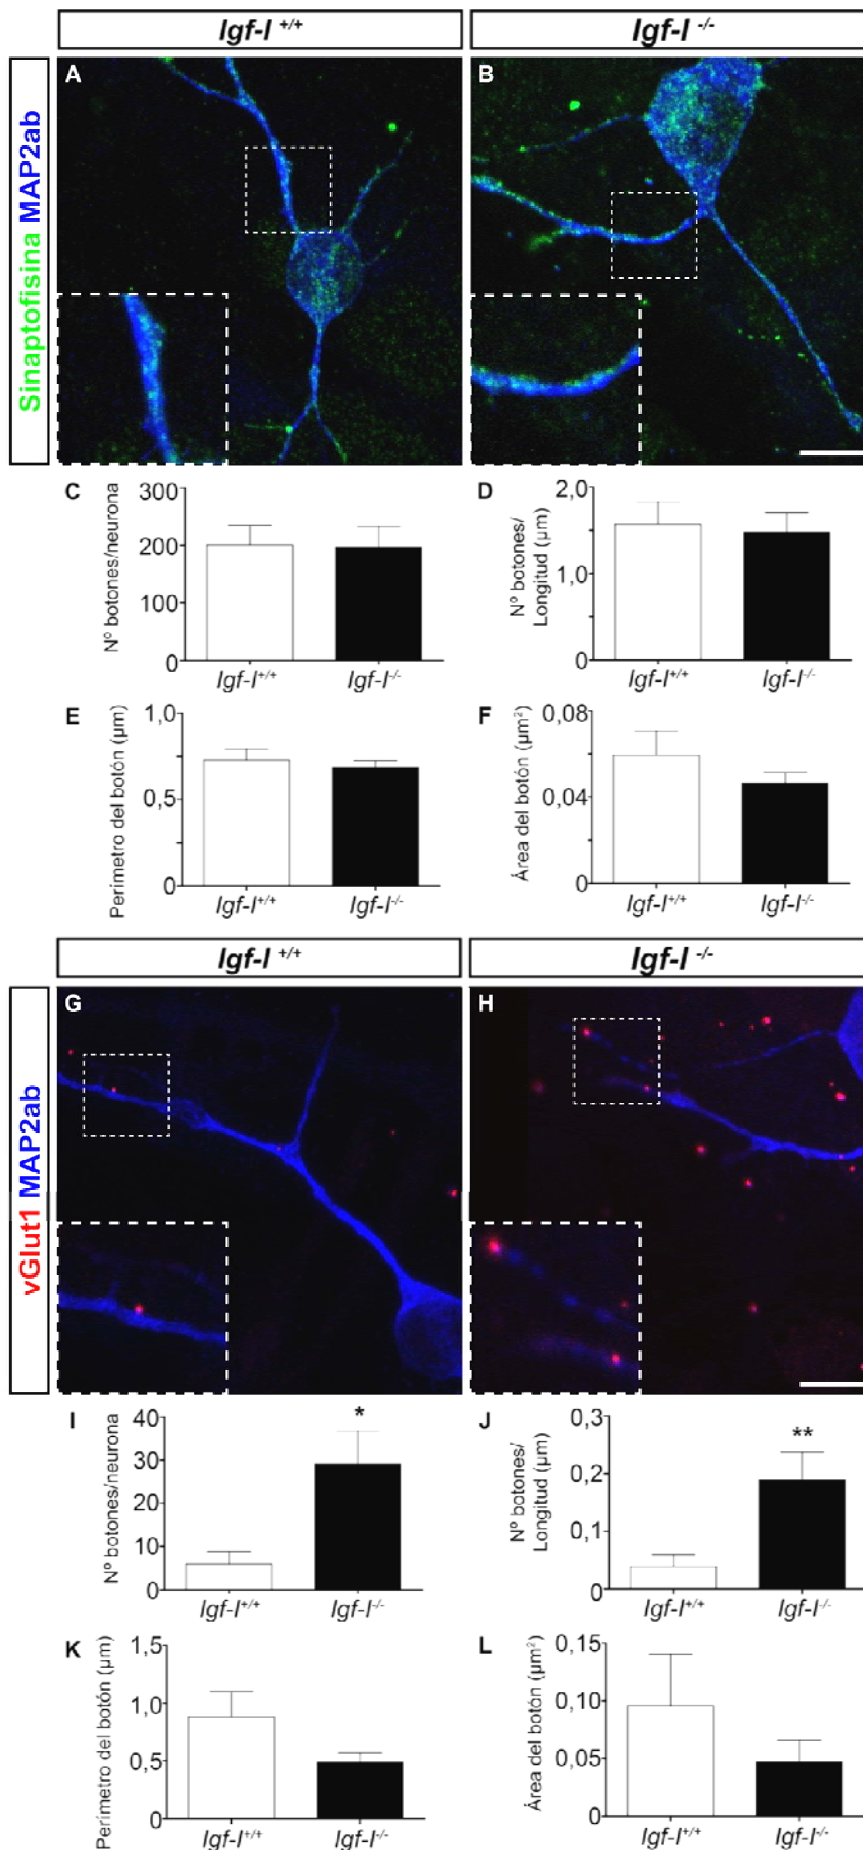 Igf-I +/+
Igf-I -/-
Sinaptofisina MAP2ab
A
B
C
Nº botones/neurona
300
200
100
0
Igf-I+/+
Igf-I-/-
D
Nº botones/
Longitud (µm)
2,0
1,0
0
Igf-I+/+
Igf-I-/-
E
Perímetro del botón (µm)
1,0
0,5
0
Igf-I+/+
Igf-I-/-
F
Área del botón (µm²)
0,08
0,04
0
Igf-I+/+
Igf-I-/-
Igf-I +/+
Igf-I -/-
vGlut1 MAP2ab
G
H
I
Nº botones/neurona
40
30
20
10
0
*
Igf-I+/+
Igf-I-/-
J
Nº botones/
Longitud (µm)
0,3
0,2
0,1
0
**
Igf-I+/+
Igf-I-/-
K
Perímetro del botón (µm)
1,5
1,0
0,5
0
Igf-I+/+
Igf-I-/-
L
Área del botón (µm²)
0,15
0,10
0,05
0
Igf-I+/+
Igf-I-/-